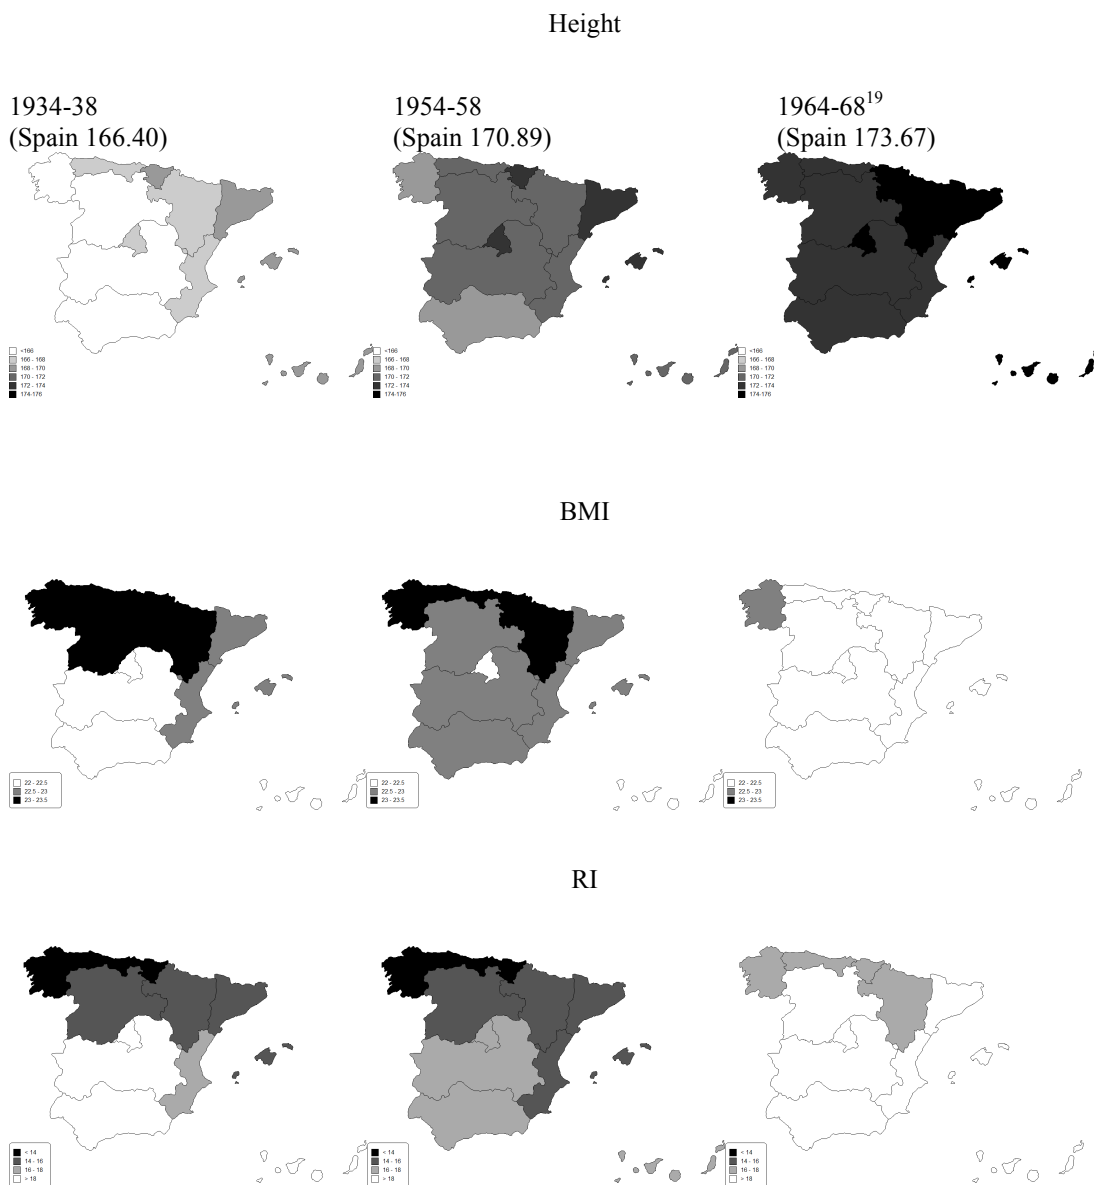 Height
1934-38
(Spain 166.40)
1954-58
(Spain 170.89)
1964-68¹⁹
(Spain 173.67)
<166
166 - 168
168 - 170
170 - 172
172 - 174
174-176
<166
166 - 168
168 - 170
170 - 172
172 - 174
174-176
<166
166 - 168
168 - 170
170 - 172
172 - 174
174-176
BMI
22 - 22.5
22.5 - 23
23 - 23.5
22 - 22.5
22.5 - 23
23 - 23.5
22 - 22.5
22.5 - 23
23 - 23.5
RI
< 14
14 - 16
16 - 18
> 18
< 14
14 - 16
16 - 18
> 18
< 14
14 - 16
16 - 18
> 18